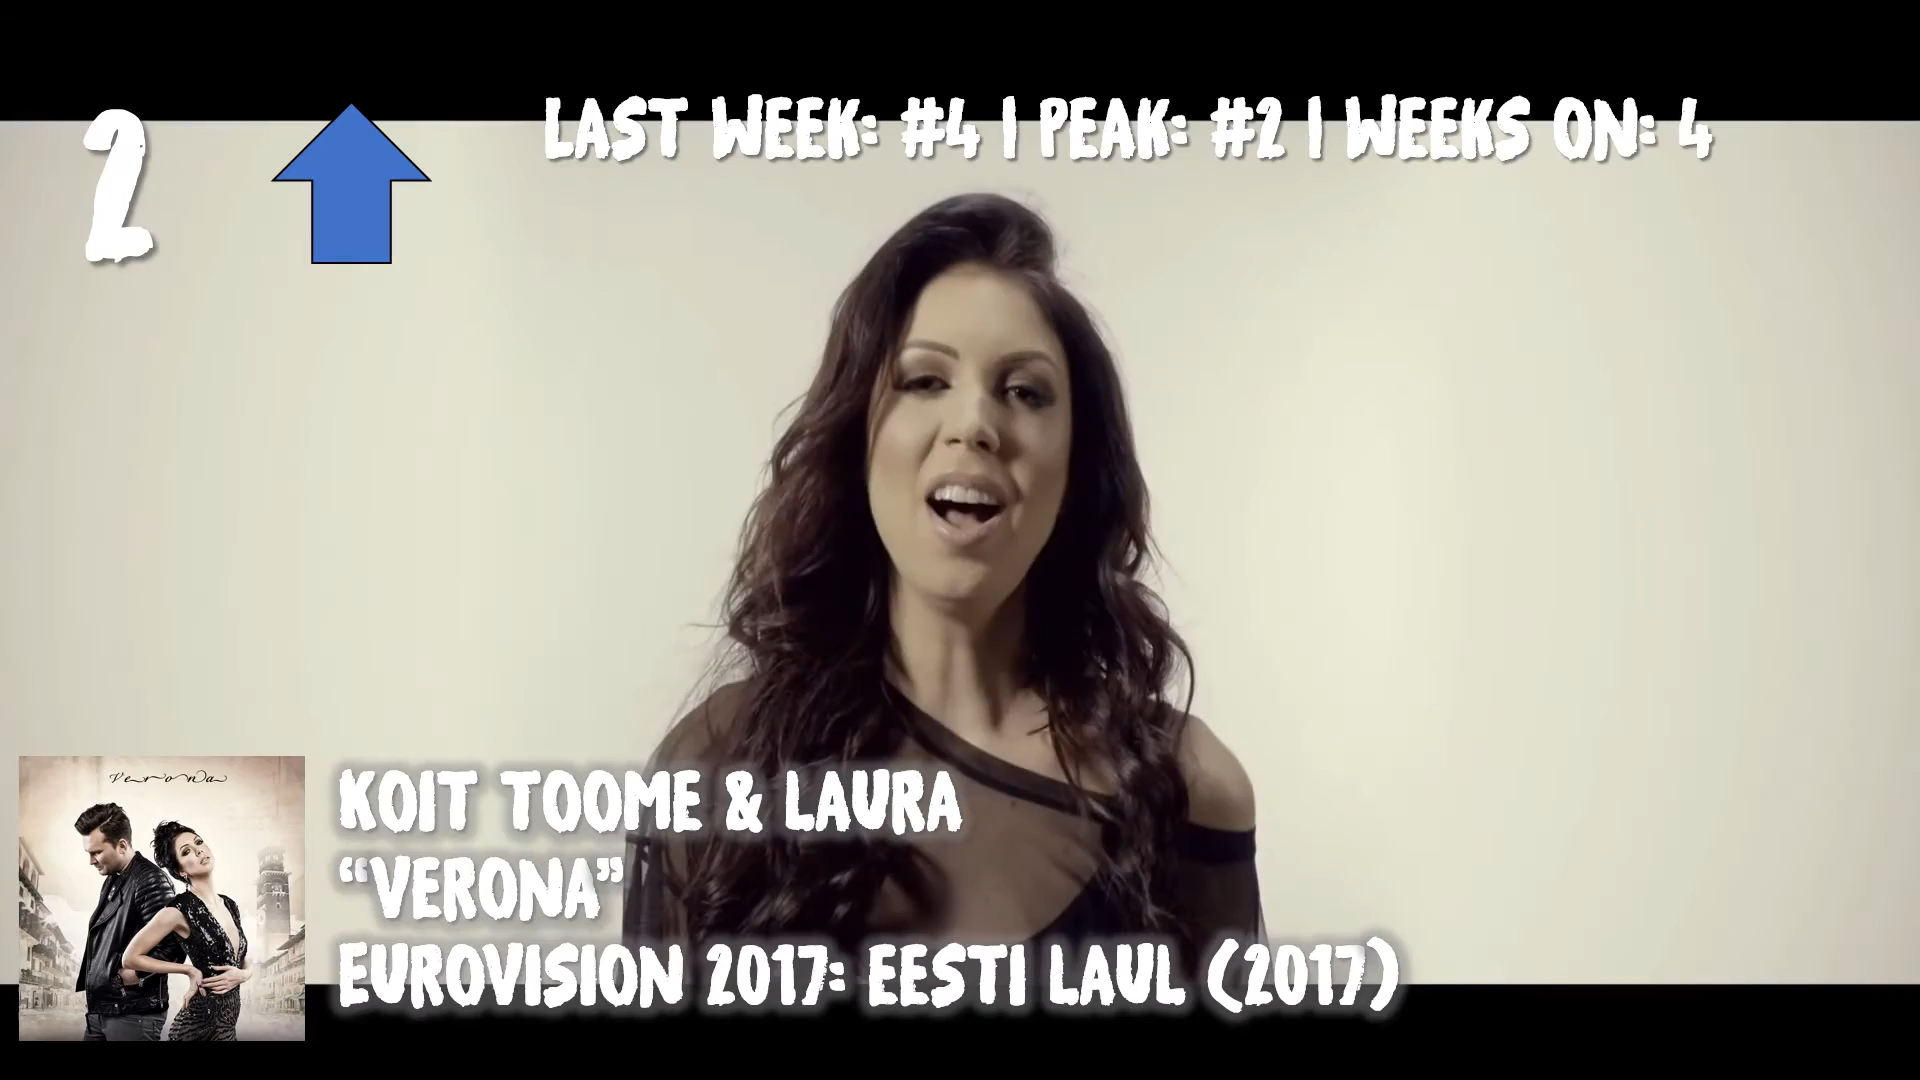 2
LAST WEEK: #4 | PEAK: #2 | WEEKS ON: 4
Verona
KOIT TOOME & LAURA
“VERONA”
EUROVISION 2017: EESTI LAUL (2017)